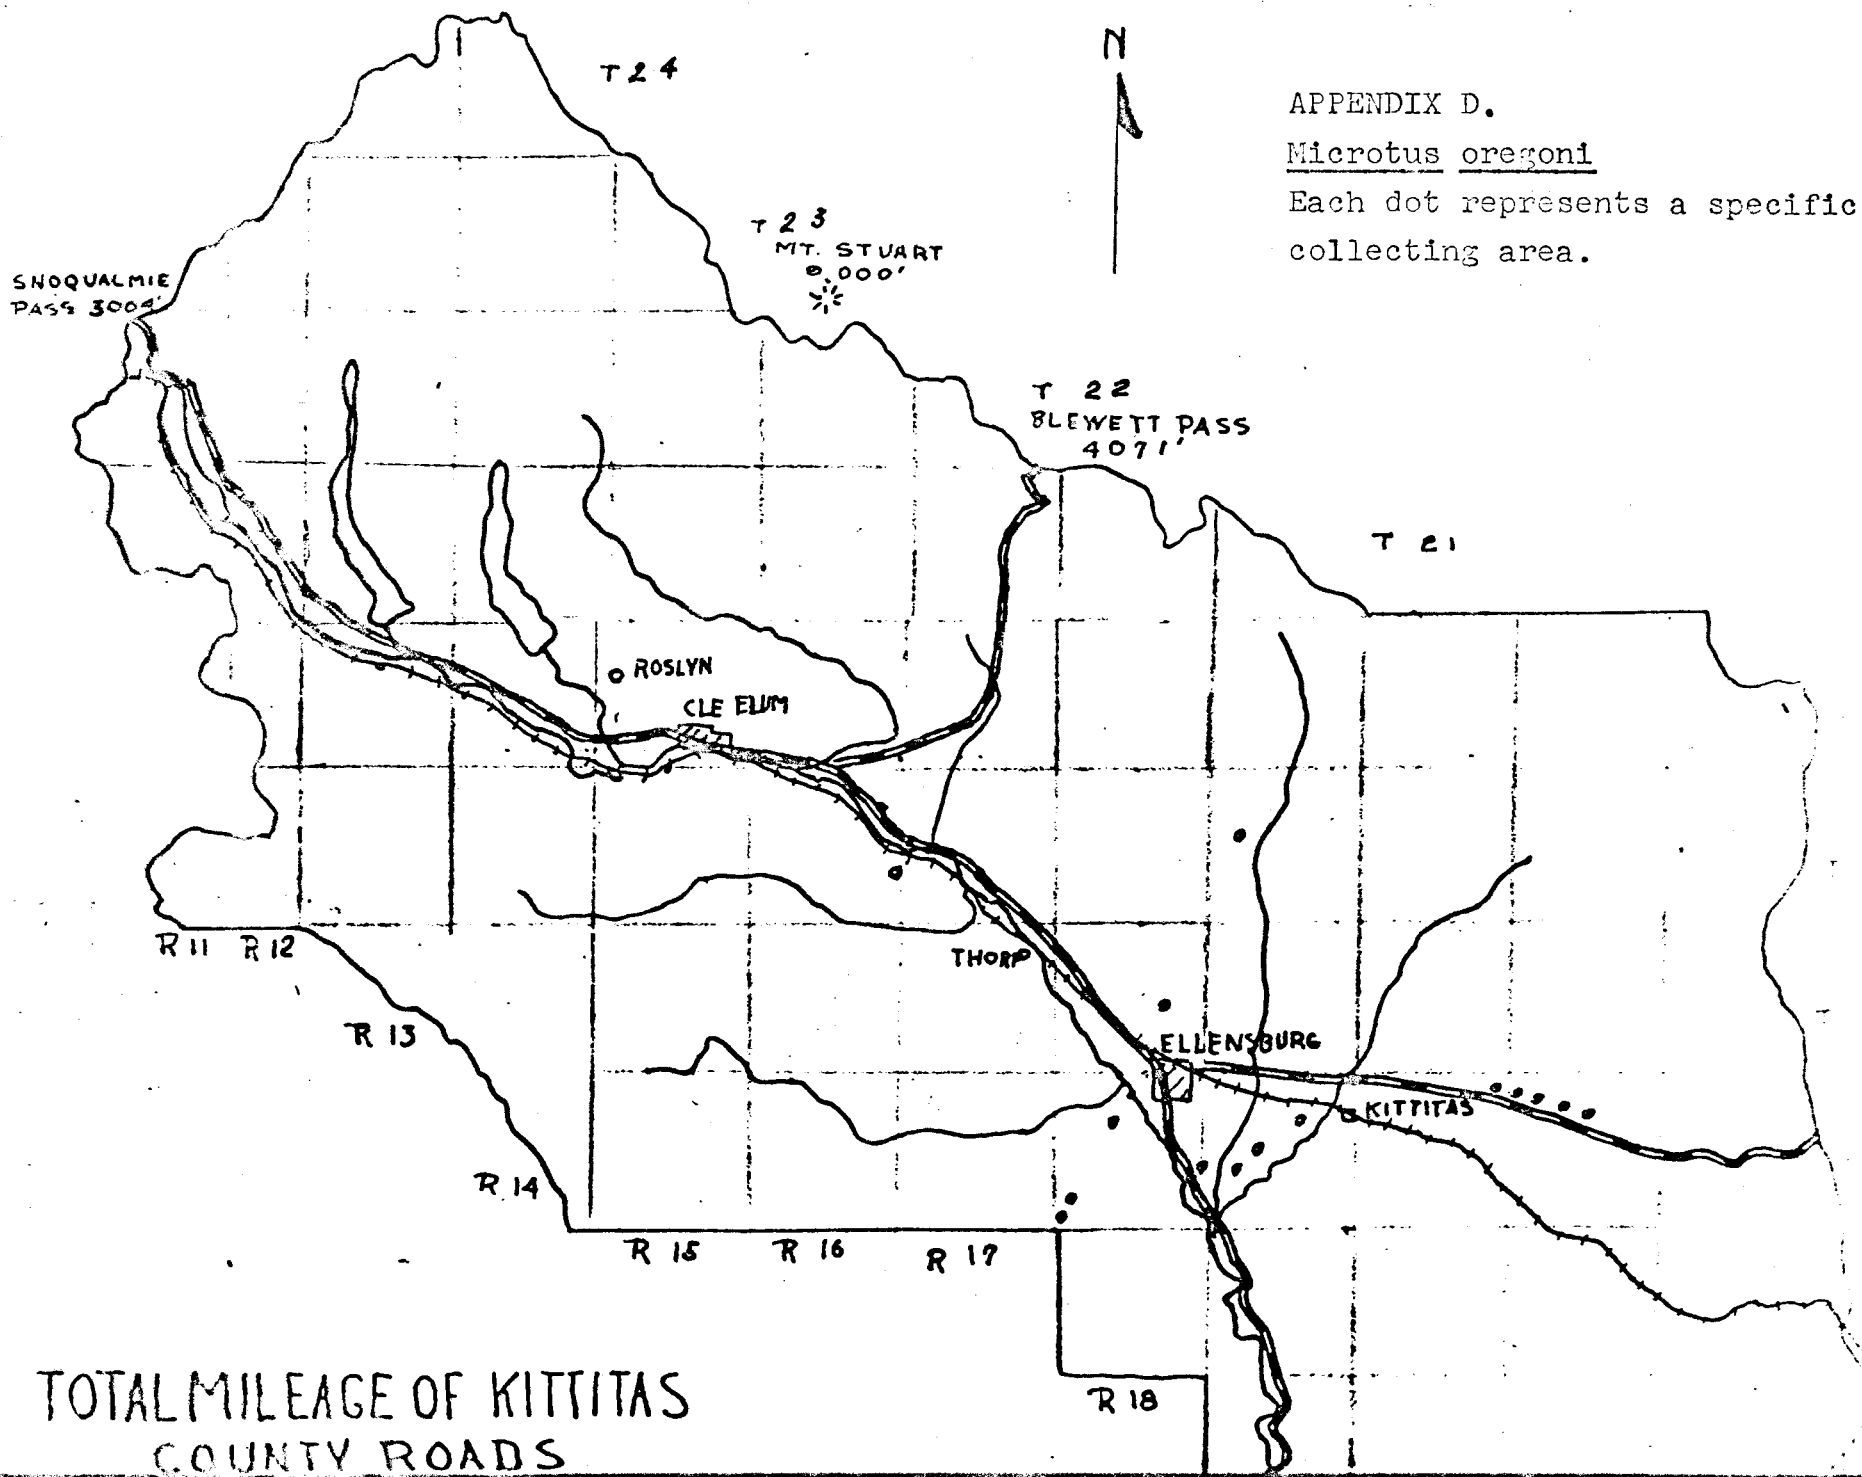 T 24
N
APPENDIX D.
Microtus oregoni
Each dot represents a specific
collecting area.
T 23
MT. STUART
000'
SNOQUALMIE
PASS 3004'
T 22
BLEWETT PASS
4071'
T 21
ROSLYN
CLE ELUM
R 11 R 12
THORP
R 13
ELLENSBURG
KITTITAS
R 14
R 15 R 16 R 17
R 18
TOTAL MILEAGE OF KITTITAS
COUNTY ROADS